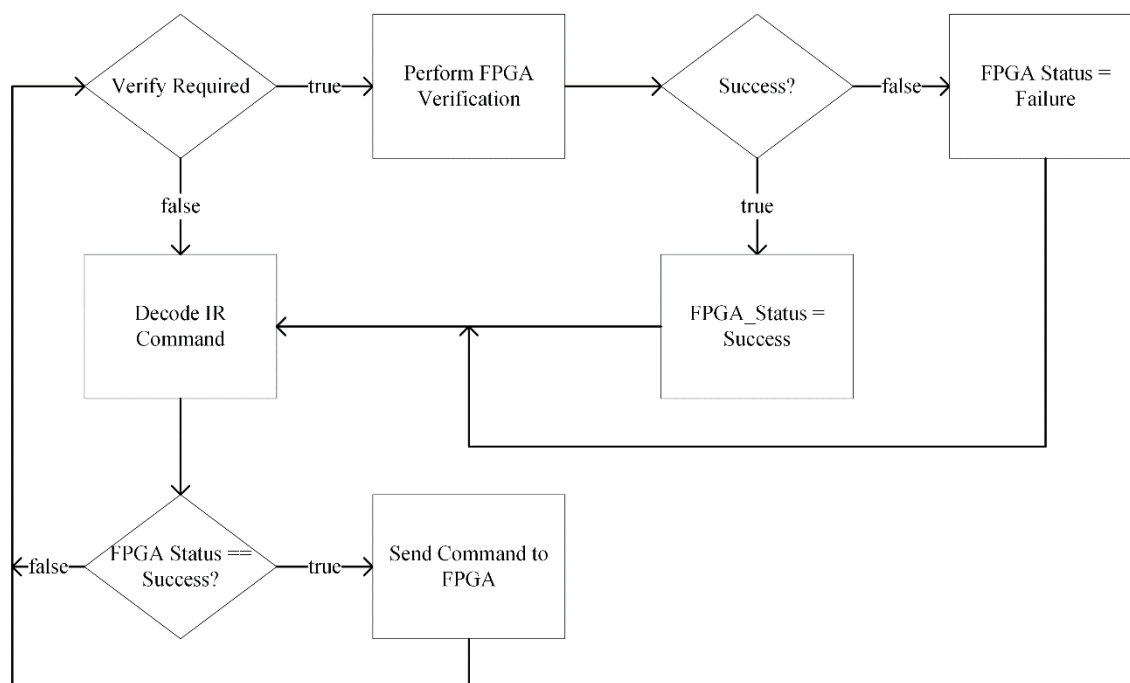 Verify Required
true
Perform FPGA
Verification
Success?
false
FPGA Status =
Failure
false
true
Decode IR
Command
FPGA_Status =
Success
false
FPGA Status ==
Success?
true
Send Command to
FPGA